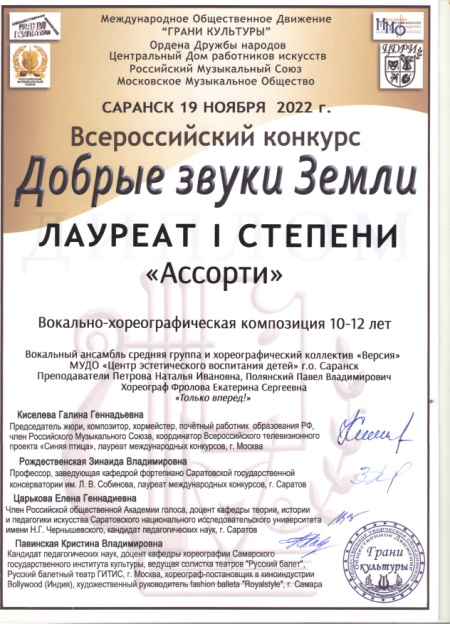 Международное Общественное Движение
"ГРАНИ КУЛЬТУРЫ"
Ордена Дружбы народов
Центральный Дом работников искусств
Российский Музыкальный Союз
Московское Музыкальное Общество
САРАНСК 19 НОЯБРЯ 2022 г.
Всероссийский конкурс
Добрые звуки Земли
ДИПЛОМ
ЛАУРЕАТ I СТЕПЕНИ
«Ассорти»
Вокально-хореографическая композиция 10-12 лет
Вокальный ансамбль средняя группа и хореографический коллектив «Версия»
МУДО «Центр эстетического воспитания детей» г.о. Саранск
Преподаватели Петрова Наталья Ивановна, Полянский Павел Владимирович
Хореограф Фролова Екатерина Сергеевна
«Только вперед!»
Киселева Галина Геннадьевна
Председатель жюри, композитор, хормейстер, почётный работник образования РФ,
член Российского Музыкального Союза, координатор Всероссийского телевизионного
проекта «Синяя птица», лауреат международных конкурсов, г. Москва
Рождественская Зинаида Владимировна
Профессор, заведующая кафедрой фортепиано Саратовской государственной
консерватории им. Л. В. Собинова, лауреат международных конкурсов, г. Саратов
Царькова Елена Геннадиевна
Член Российской общественной Академии голоса, доцент кафедры теории, истории
и педагогики искусства Саратовского национального исследовательского университета
имени Н.Г. Чернышевского, кандидат педагогических наук, г. Саратов
Павинская Кристина Владимировна
Кандидат педагогических наук, доцент кафедры хореографии Самарского
государственного института культуры, ведущая солистка театров "Русский балет",
Русский балетный театр ГИТИС, г. Москва, хореограф-постановщик в киноиндустрии
Bollywood (Индия), художественный руководитель fashion balleta "Royalstyle", г. Самара
Грани
культуры
ММО
ЦДРИ